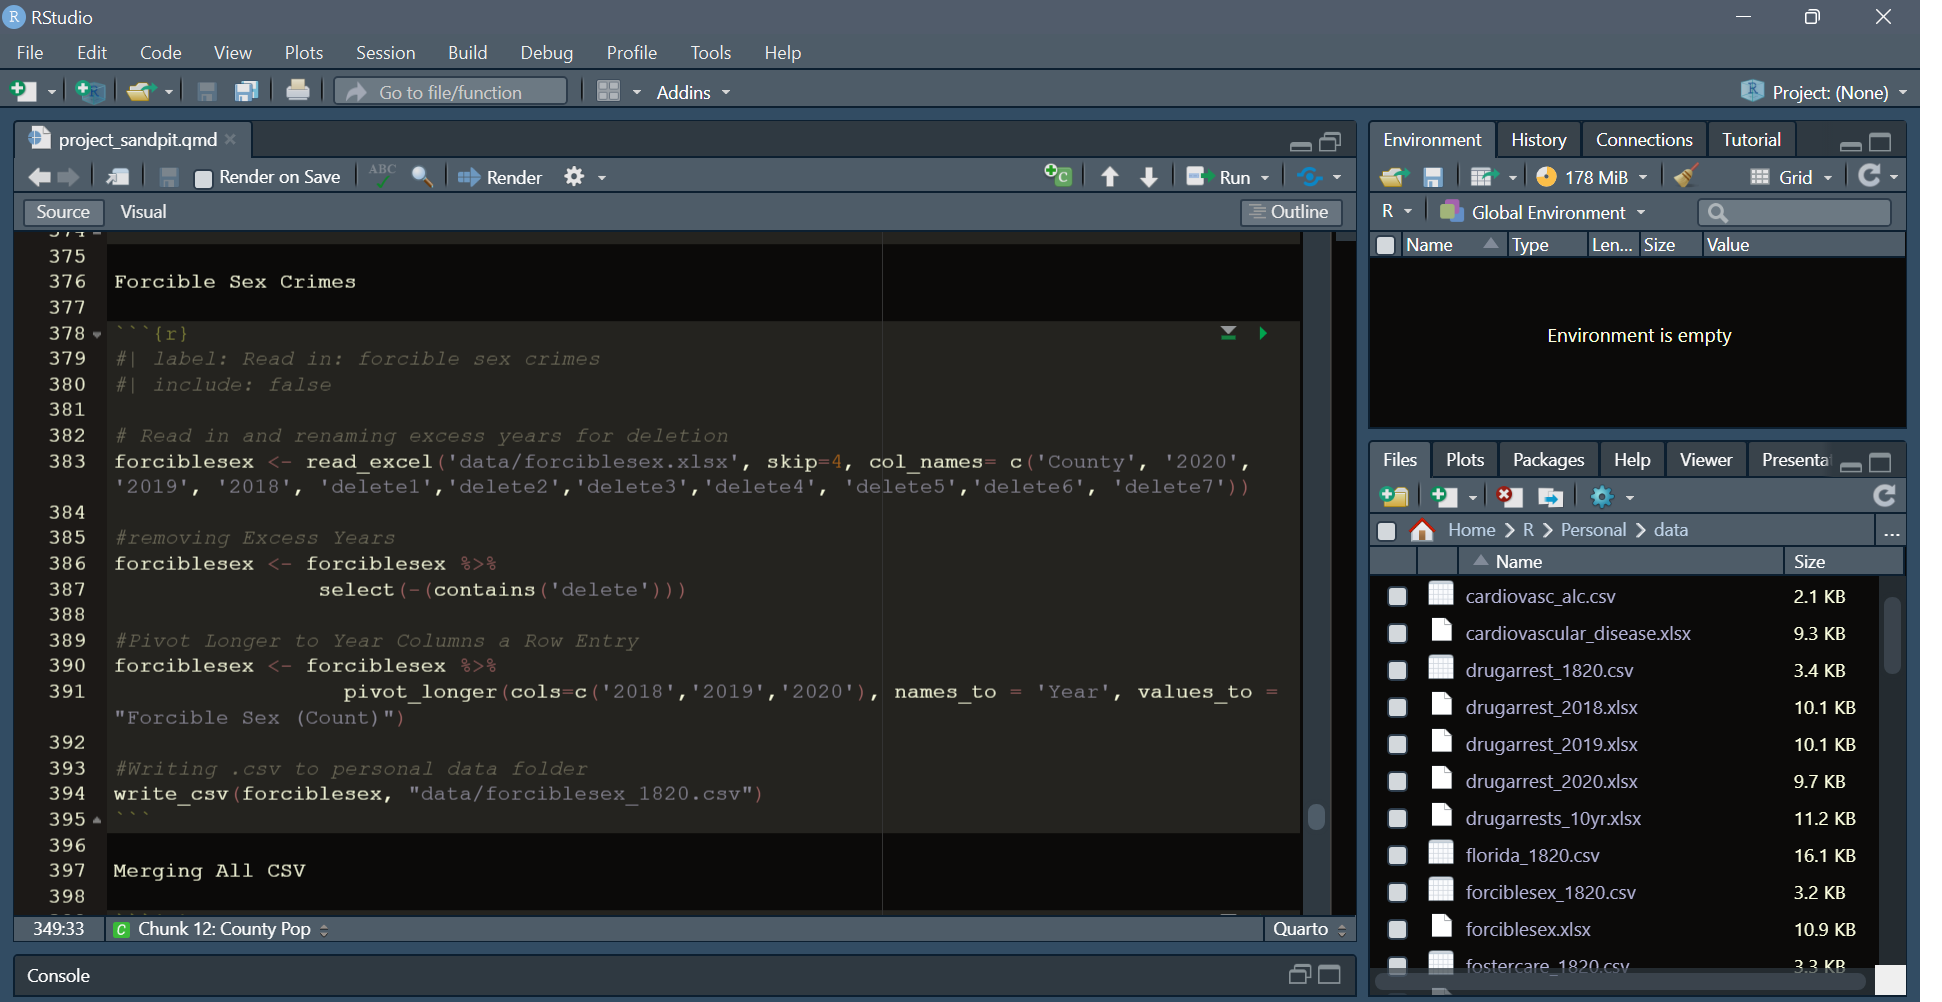 RStudio
File Edit Code View Plots Session Build Debug Profile Tools Help
Go to file/function Addins Project: (None)
project_sandpit.qmd
Render on Save ABC Render Run
Source Visual Outline
374
375
376 Forcible Sex Crimes
377
378 ```{r}
379 #| label: Read in: forcible sex crimes
380 #| include: false
381
382 # Read in and renaming excess years for deletion
383 forciblesex <- read_excel('data/forciblesex.xlsx', skip=4, col_names= c('County', '2020',
'2019', '2018', 'delete1','delete2','delete3','delete4', 'delete5','delete6', 'delete7'))
384
385 #removing Excess Years
386 forciblesex <- forciblesex %>%
387 select(-(contains('delete')))
388
389 #Pivot Longer to Year Columns a Row Entry
390 forciblesex <- forciblesex %>%
391 pivot_longer(cols=c('2018','2019','2020'), names_to = 'Year', values_to =
"Forcible Sex (Count)")
392
393 #Writing .csv to personal data folder
394 write_csv(forciblesex, "data/forciblesex_1820.csv")
395 ```
396
397 Merging All CSV
398
349:33 C Chunk 12: County Pop Quarto
Console
Environment History Connections Tutorial
178 MiB Grid
R Global Environment
Name Type Len... Size Value
Environment is empty
Files Plots Packages Help Viewer Presenta
Home R Personal data ...
Name Size
cardiovasc_alc.csv 2.1 KB
cardiovascular_disease.xlsx 9.3 KB
drugarrest_1820.csv 3.4 KB
drugarrest_2018.xlsx 10.1 KB
drugarrest_2019.xlsx 10.1 KB
drugarrest_2020.xlsx 9.7 KB
drugarrests_10yr.xlsx 11.2 KB
florida_1820.csv 16.1 KB
forciblesex_1820.csv 3.2 KB
forciblesex.xlsx 10.9 KB
fostercare_1820.csv 3.3 KB